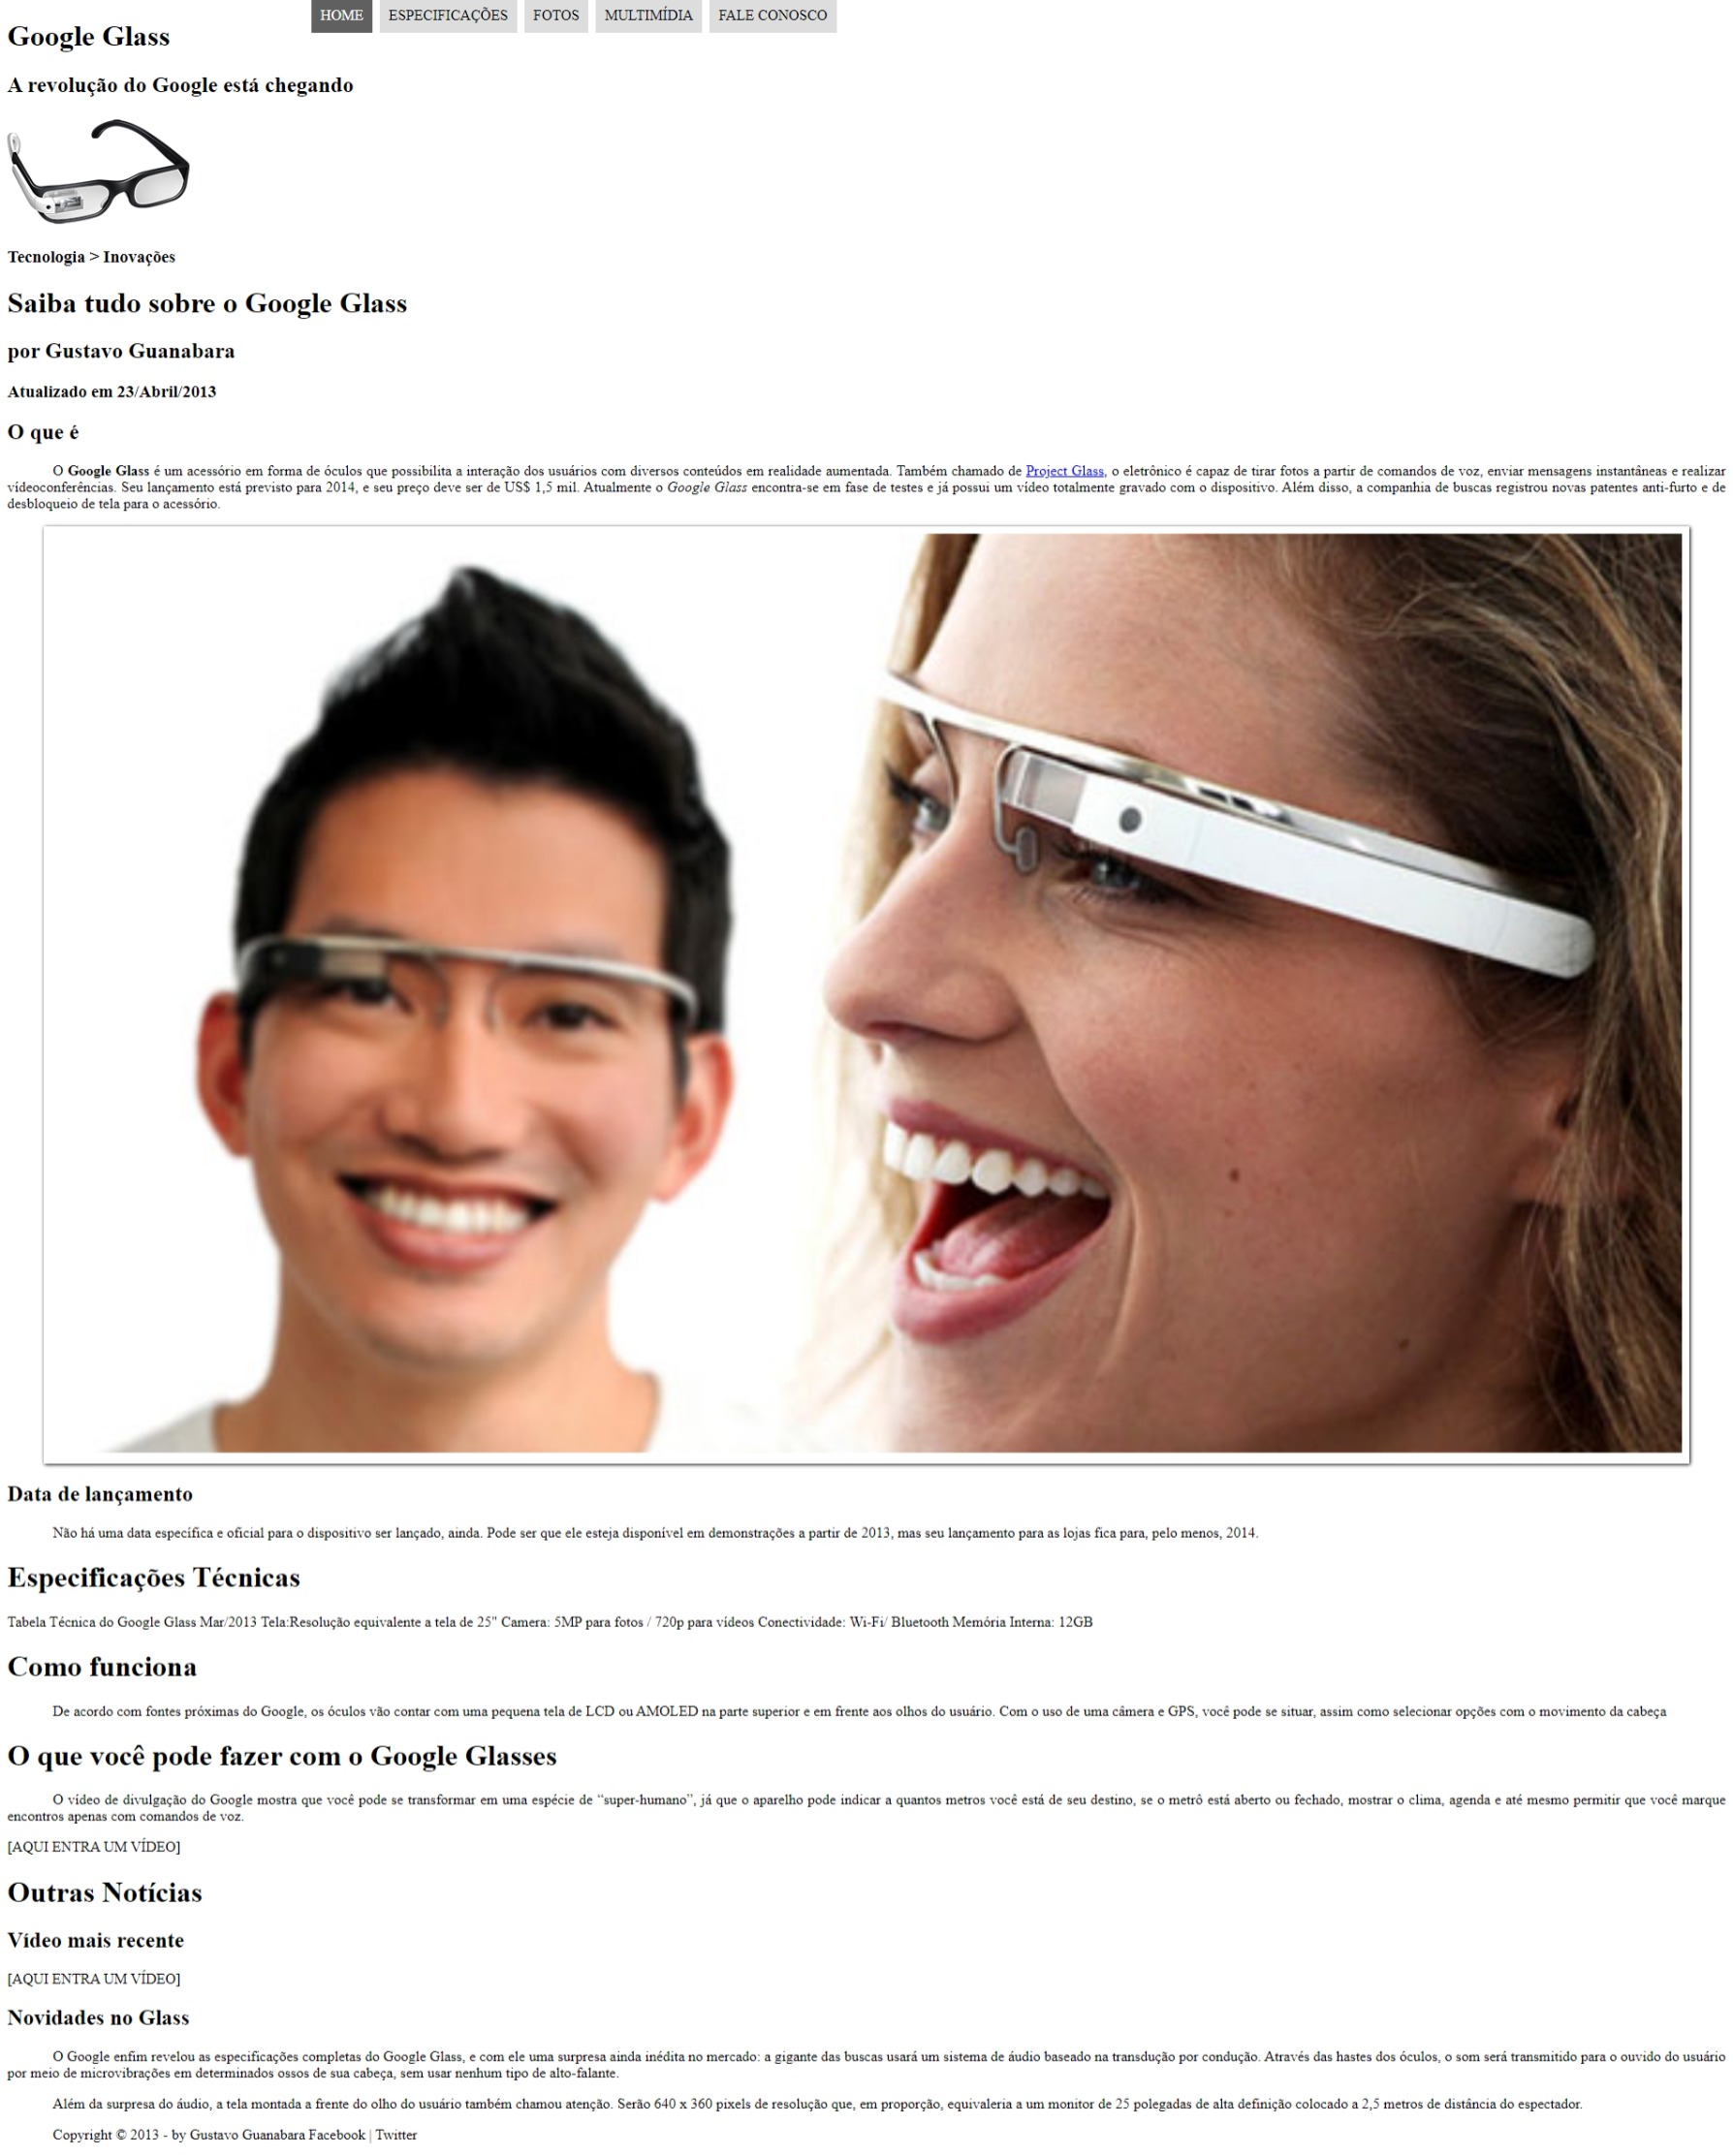 HOME ESPECIFICAÇÕES FOTOS MULTIMÍDIA FALE CONOSCO
Google Glass
A revolução do Google está chegando
Tecnologia > Inovações
Saiba tudo sobre o Google Glass
por Gustavo Guanabara
Atualizado em 23/Abril/2013
O que é
O Google Glass é um acessório em forma de óculos que possibilita a interação dos usuários com diversos conteúdos em realidade aumentada. Também chamado de Project Glass, o eletrônico é capaz de tirar fotos a partir de comandos de voz, enviar mensagens instantâneas e realizar
vídeoconferências. Seu lançamento está previsto para 2014, e seu preço deve ser de US$ 1,5 mil. Atualmente o Google Glass encontra-se em fase de testes e já possui um vídeo totalmente gravado com o dispositivo. Além disso, a companhia de buscas registrou novas patentes anti-furto e de
desbloqueio de tela para o acessório.
Data de lançamento
Não há uma data específica e oficial para o dispositivo ser lançado, ainda. Pode ser que ele esteja disponível em demonstrações a partir de 2013, mas seu lançamento para as lojas fica para, pelo menos, 2014.
Especificações Técnicas
Tabela Técnica do Google Glass Mar/2013 Tela:Resolução equivalente a tela de 25" Camera: 5MP para fotos / 720p para vídeos Conectividade: Wi-Fi/ Bluetooth Memória Interna: 12GB
Como funciona
De acordo com fontes próximas do Google, os óculos vão contar com uma pequena tela de LCD ou AMOLED na parte superior e em frente aos olhos do usuário. Com o uso de uma câmera e GPS, você pode se situar, assim como selecionar opções com o movimento da cabeça
O que você pode fazer com o Google Glasses
O vídeo de divulgação do Google mostra que você pode se transformar em uma espécie de “super-humano”, já que o aparelho pode indicar a quantos metros você está de seu destino, se o metrô está aberto ou fechado, mostrar o clima, agenda e até mesmo permitir que você marque
encontros apenas com comandos de voz.
[AQUI ENTRA UM VÍDEO]
Outras Notícias
Vídeo mais recente
[AQUI ENTRA UM VÍDEO]
Novidades no Glass
O Google enfim revelou as especificações completas do Google Glass, e com ele uma surpresa ainda inédita no mercado: a gigante das buscas usará um sistema de áudio baseado na transdução por condução. Através das hastes dos óculos, o som será transmitido para o ouvido do usuário
por meio de microvibrações em determinados ossos de sua cabeça, sem usar nenhum tipo de alto-falante.
Além da surpresa do áudio, a tela montada a frente do olho do usuário também chamou atenção. Serão 640 x 360 pixels de resolução que, em proporção, equivaleria a um monitor de 25 polegadas de alta definição colocado a 2,5 metros de distância do espectador.
Copyright © 2013 - by Gustavo Guanabara Facebook | Twitter